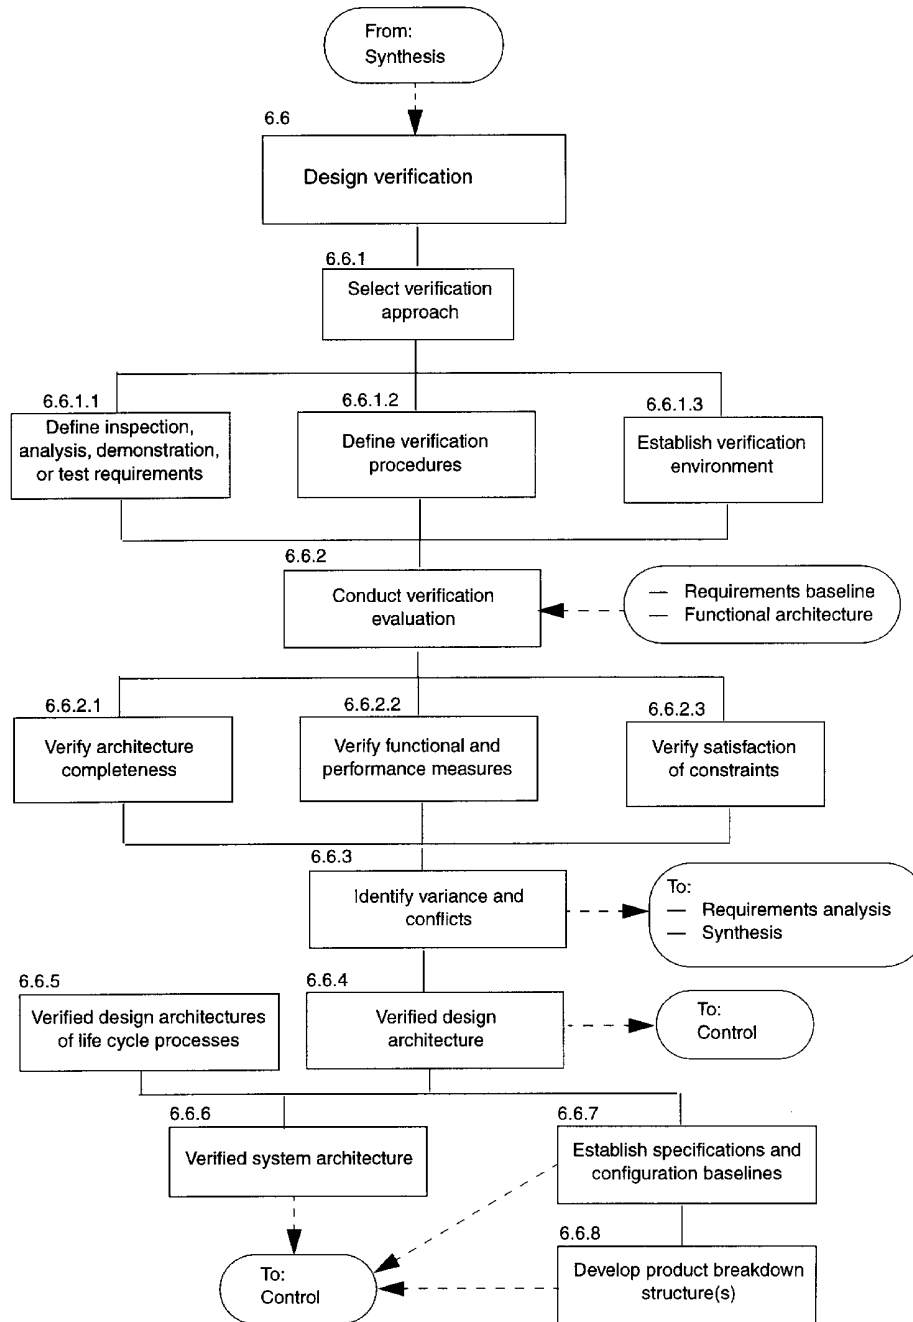 From:
Synthesis
6.6
Design verification
6.6.1
Select verification
approach
6.6.1.1
Define inspection,
analysis, demonstration,
or test requirements
6.6.1.2
Define verification
procedures
6.6.1.3
Establish verification
environment
6.6.2
Conduct verification
evaluation
— Requirements baseline
— Functional architecture
6.6.2.1
Verify architecture
completeness
6.6.2.2
Verify functional and
performance measures
6.6.2.3
Verify satisfaction
of constraints
6.6.3
Identify variance and
conflicts
To:
— Requirements analysis
— Synthesis
6.6.5
Verified design architectures
of life cycle processes
6.6.4
Verified design
architecture
To:
Control
6.6.6
Verified system architecture
6.6.7
Establish specifications and
configuration baselines
6.6.8
Develop product breakdown
structure(s)
To:
Control